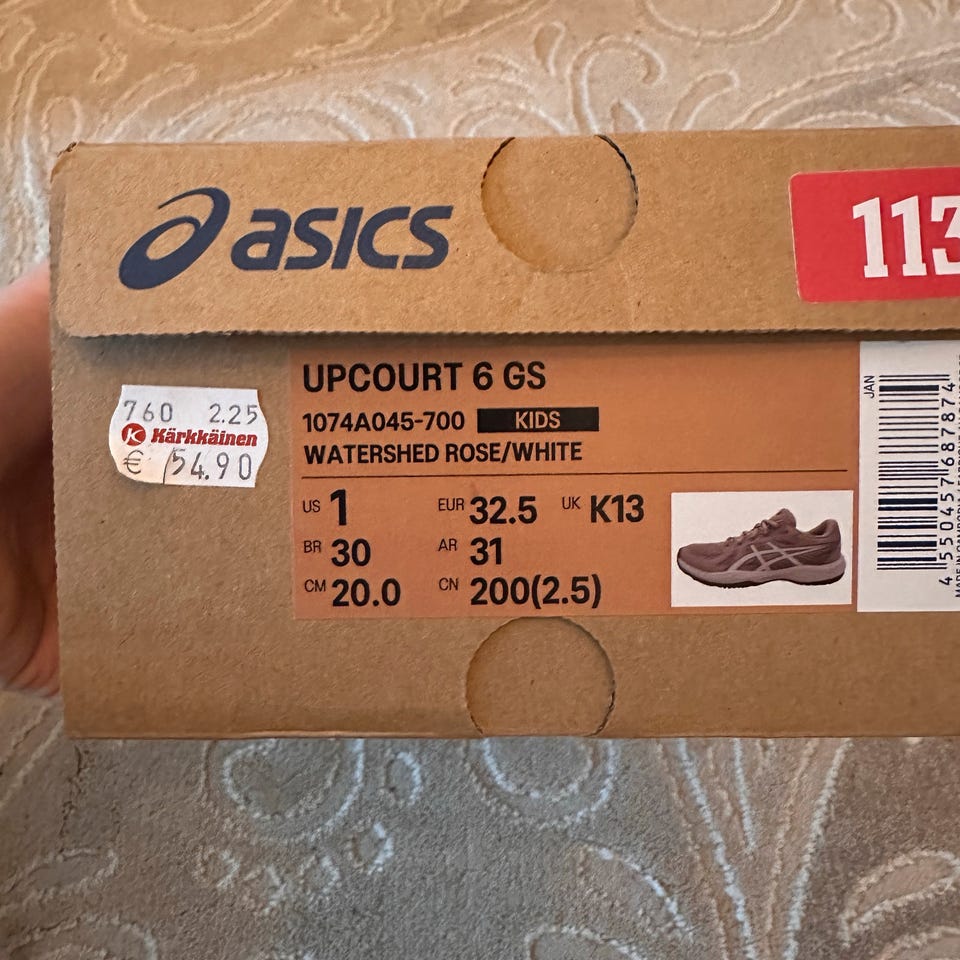 asics
113
760 2.25
Kärkkäinen
€ 54.90
UPCOURT 6 GS
1074A045-700 KIDS
WATERSHED ROSE/WHITE
US 1 EUR 32.5 UK K13
BR 30 AR 31
CM 20.0 CN 200(2.5)
JAN
4 550457 687874